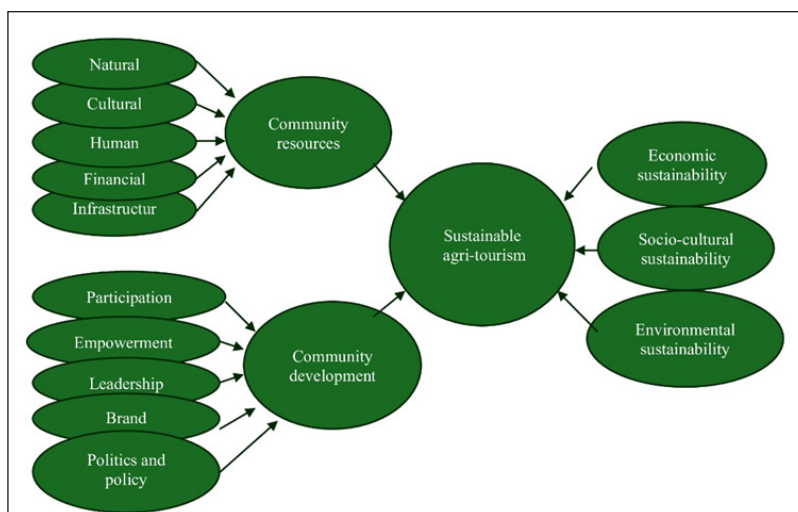 Natural
Cultural
Human
Financial
Infrastructur
Community
resources
Participation
Empowerment
Leadership
Brand
Politics and
policy
Community
development
Sustainable
agri-tourism
Economic
sustainability
Socio-cultural
sustainability
Environmental
sustainability